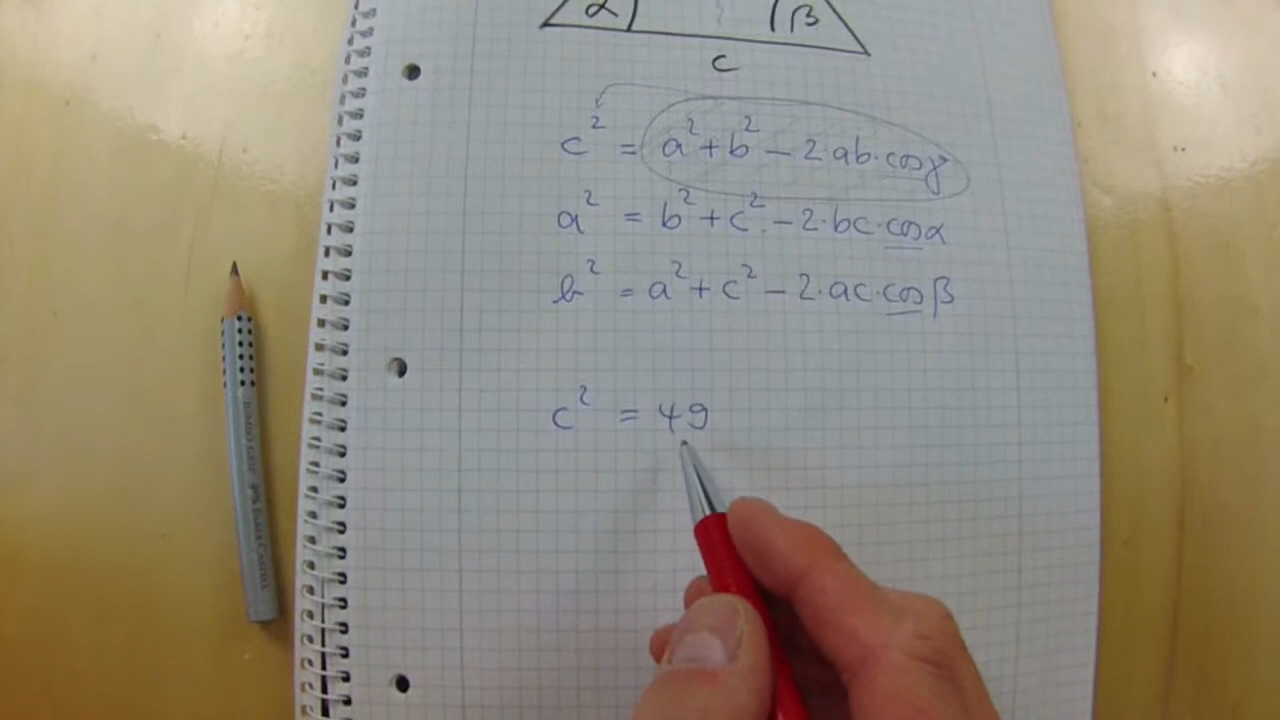 α β
c
c² = a² + b² - 2·ab·cosγ
a² = b² + c² - 2·bc·cosα
b² = a² + c² - 2·ac·cosβ
c² = 49